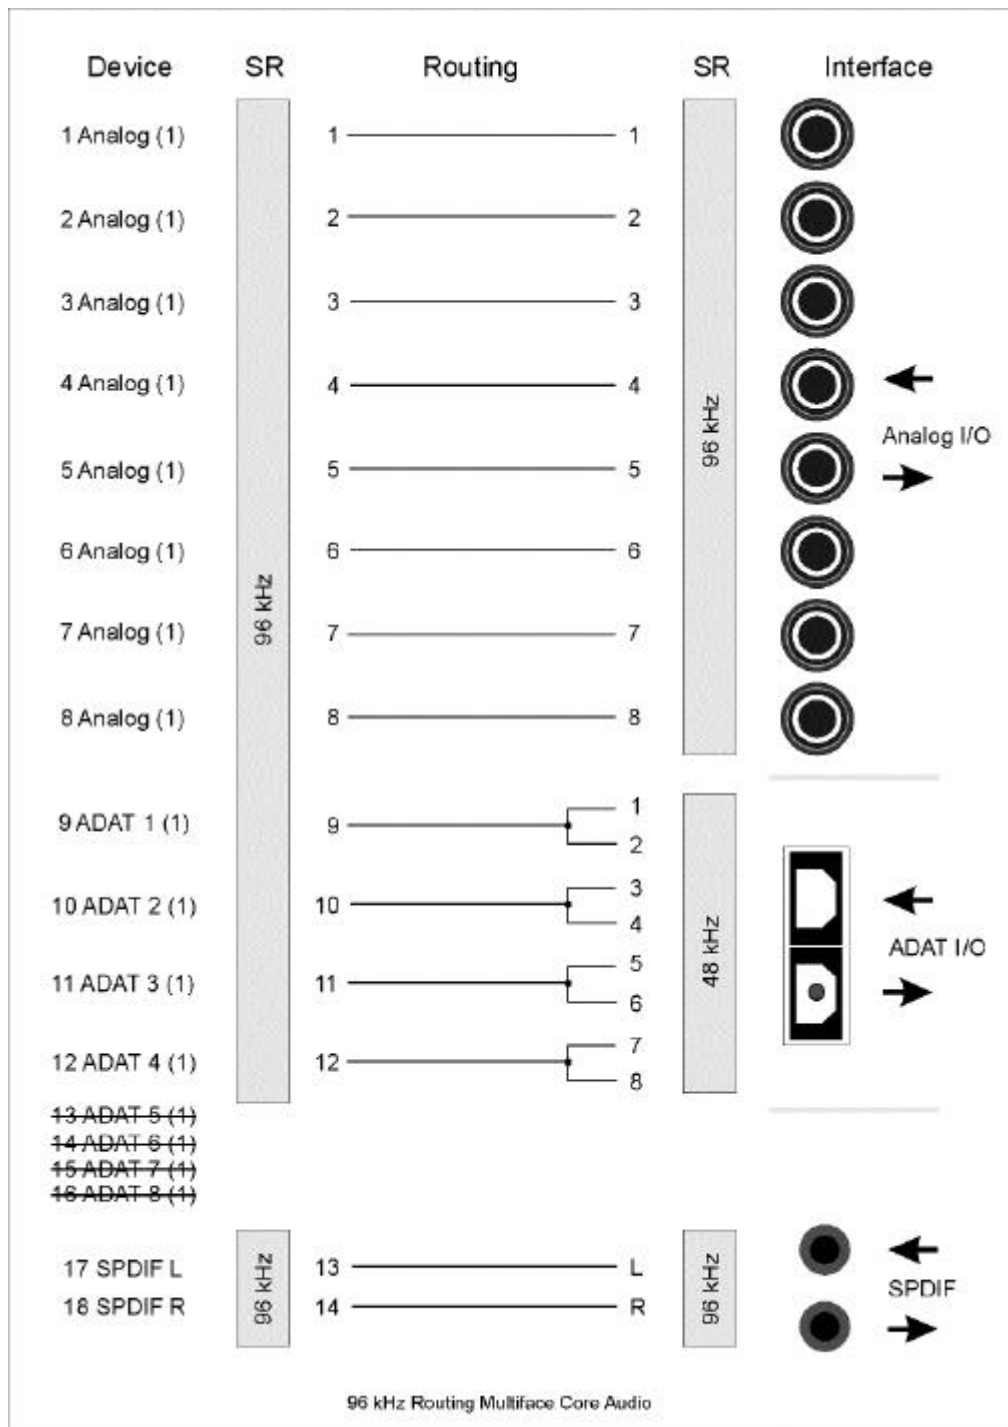 Device SR Routing SR Interface
1 Analog (1) 1 1
2 Analog (1) 2 2
3 Analog (1) 3 3
4 Analog (1) 4 4
Analog I/O
5 Analog (1) 5 5
6 Analog (1) 6 6
7 Analog (1) 7 7
8 Analog (1) 8 8
96 kHz
96 kHz
9 ADAT 1 (1) 9 1
2
10 ADAT 2 (1) 10 3
4
11 ADAT 3 (1) 11 5
6
12 ADAT 4 (1) 12 7
8
48 kHz
ADAT I/O
13 ADAT 5 (1)
14 ADAT 6 (1)
15 ADAT 7 (1)
16 ADAT 8 (1)
17 SPDIF L 13 L
18 SPDIF R 14 R
96 kHz
96 kHz
SPDIF
96 kHz Routing Multiface Core Audio